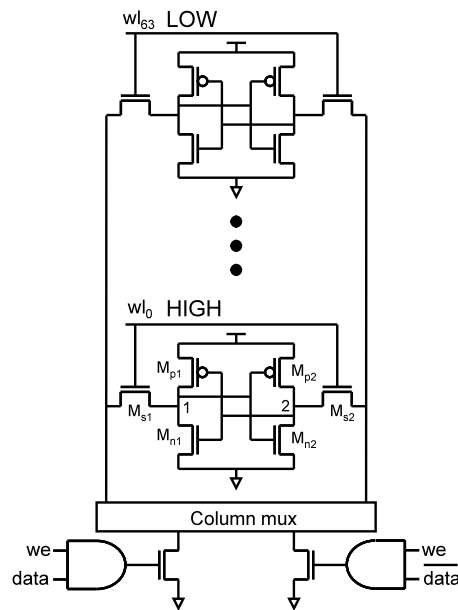 wl63 LOW
wl0 HIGH
Mp1 Mp2
Ms1 1 2 Ms2
Mn1 Mn2
Column mux
we we
data data